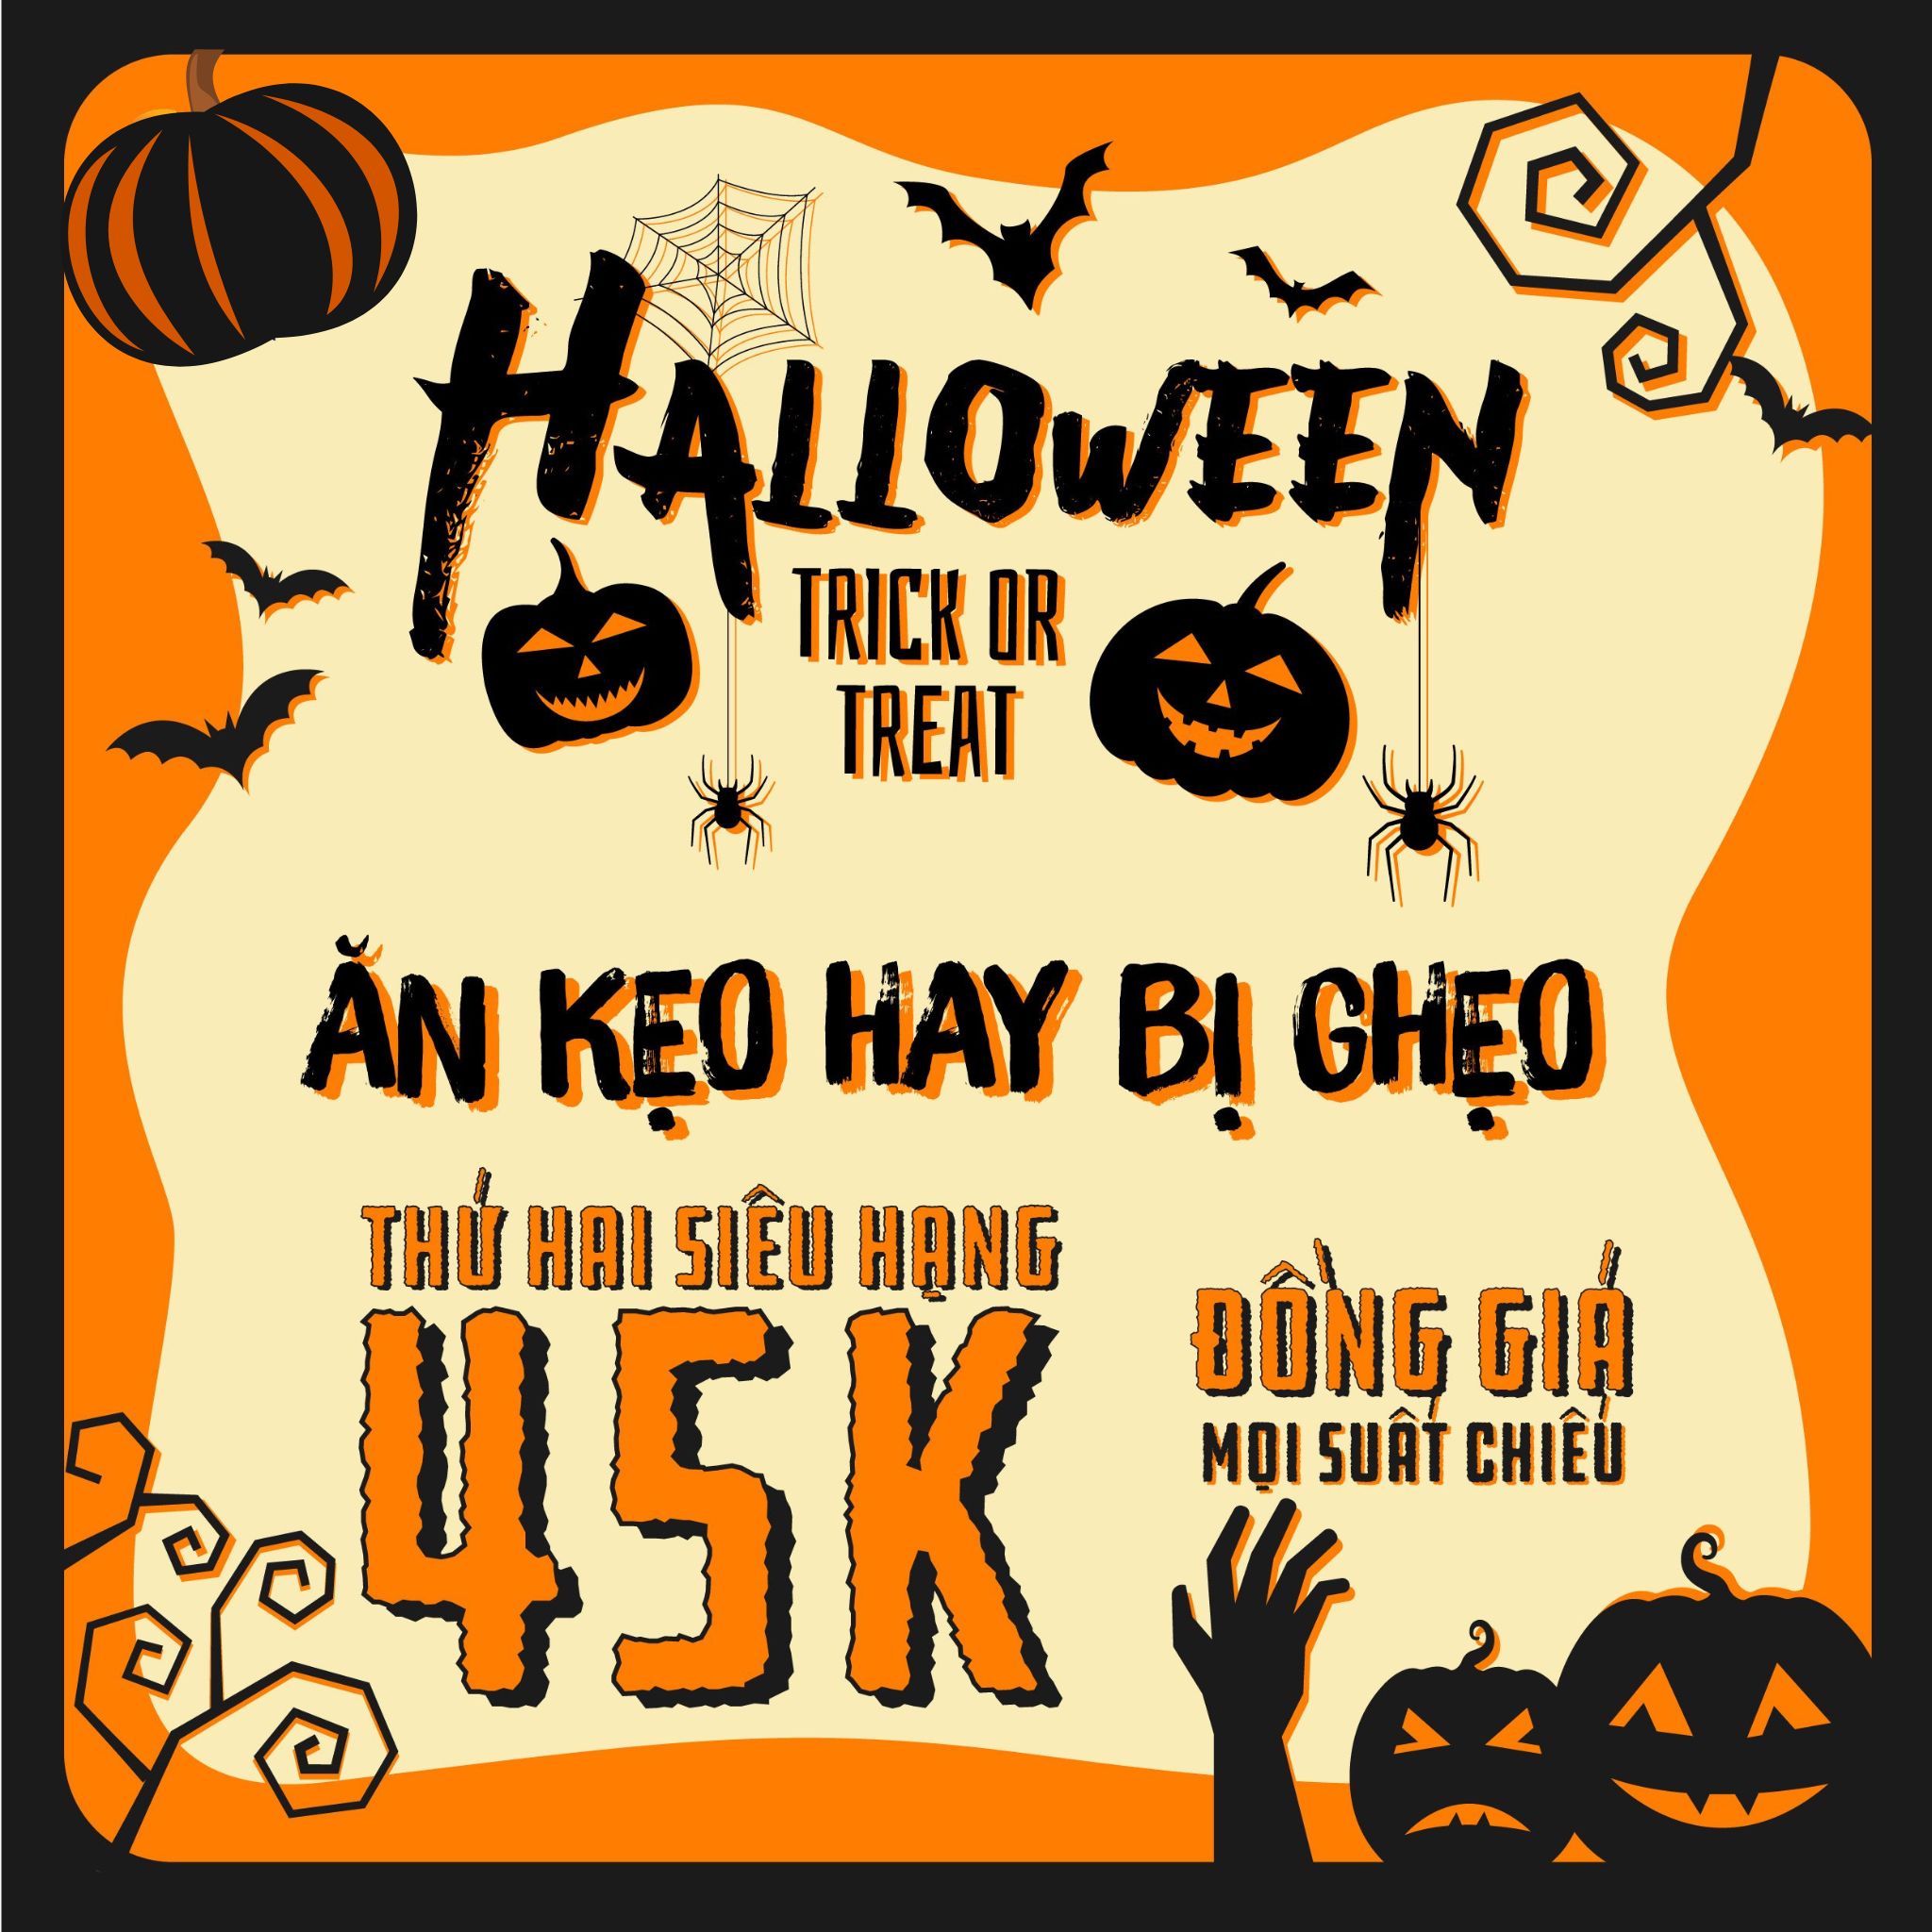 HALLOWEEN
TRICK OR
TREAT
ĂN KẸO HAY BỊ GHẸO
THỨ HAI SIÊU HẠNG
45K
ĐỒNG GIÁ
MỌI SUẤT CHIẾU